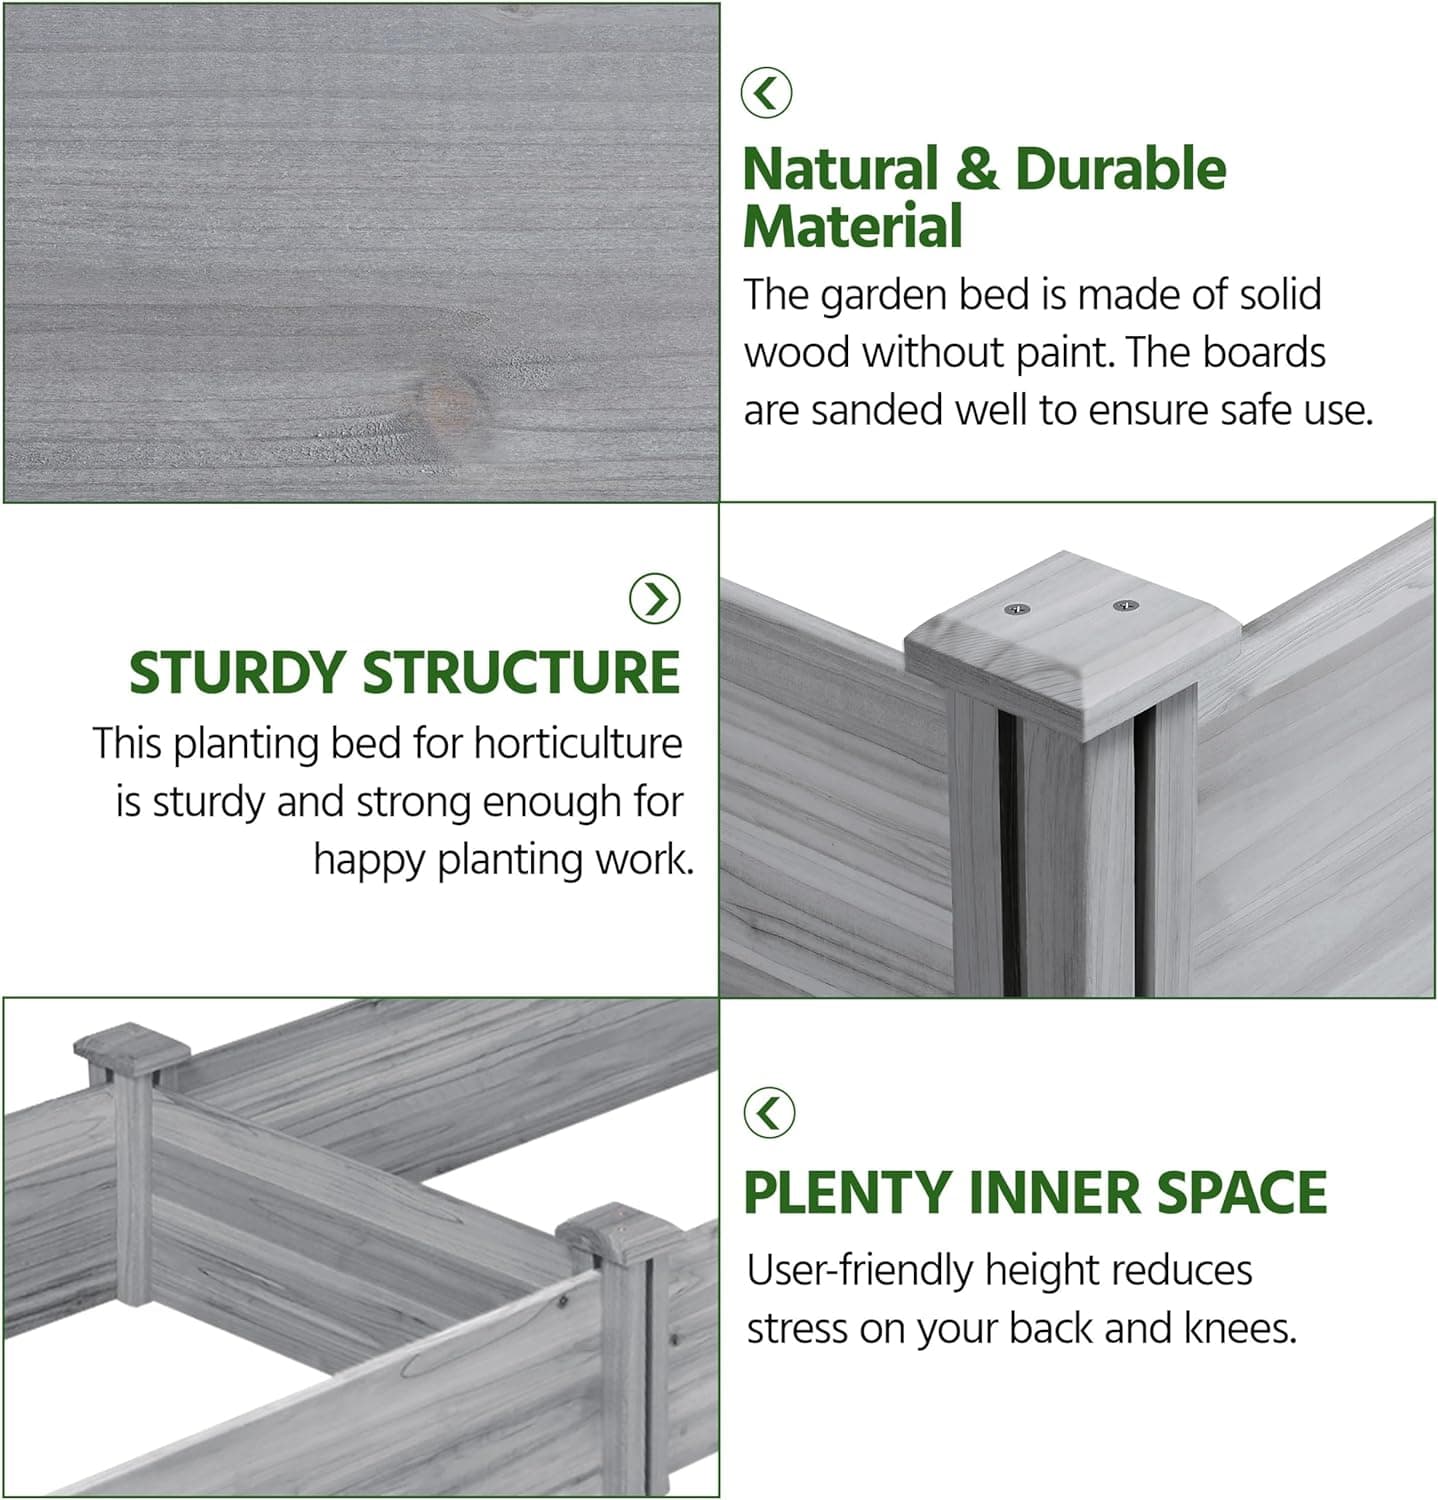 Natural & Durable
Material
The garden bed is made of solid
wood without paint. The boards
are sanded well to ensure safe use.
STURDY STRUCTURE
This planting bed for horticulture
is sturdy and strong enough for
happy planting work.
PLENTY INNER SPACE
User-friendly height reduces
stress on your back and knees.